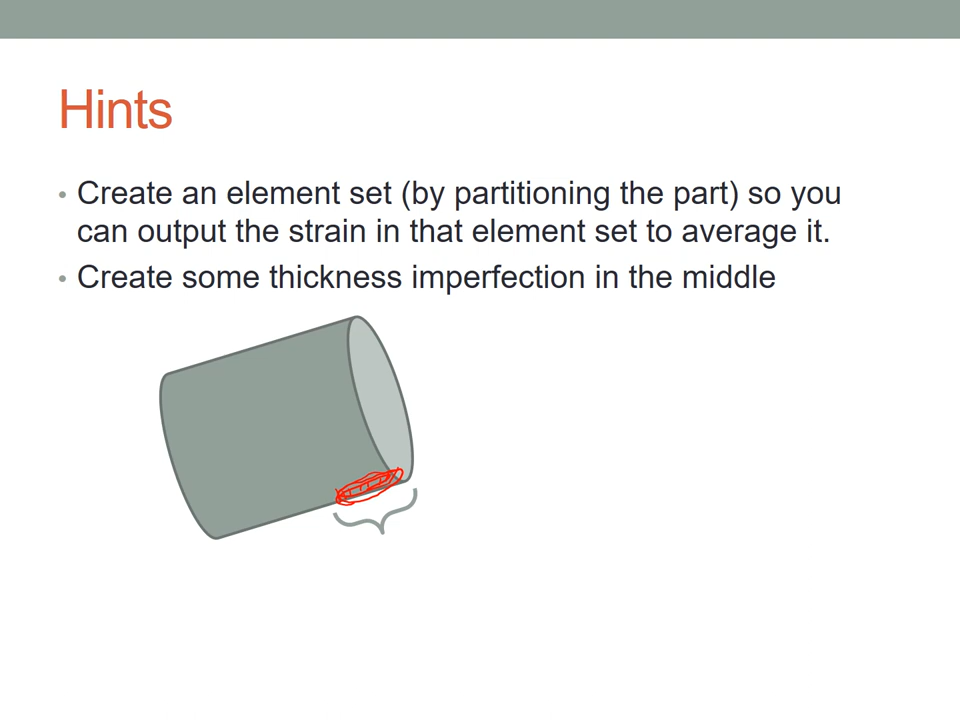 Hints
• Create an element set (by partitioning the part) so you
can output the strain in that element set to average it.
• Create some thickness imperfection in the middle